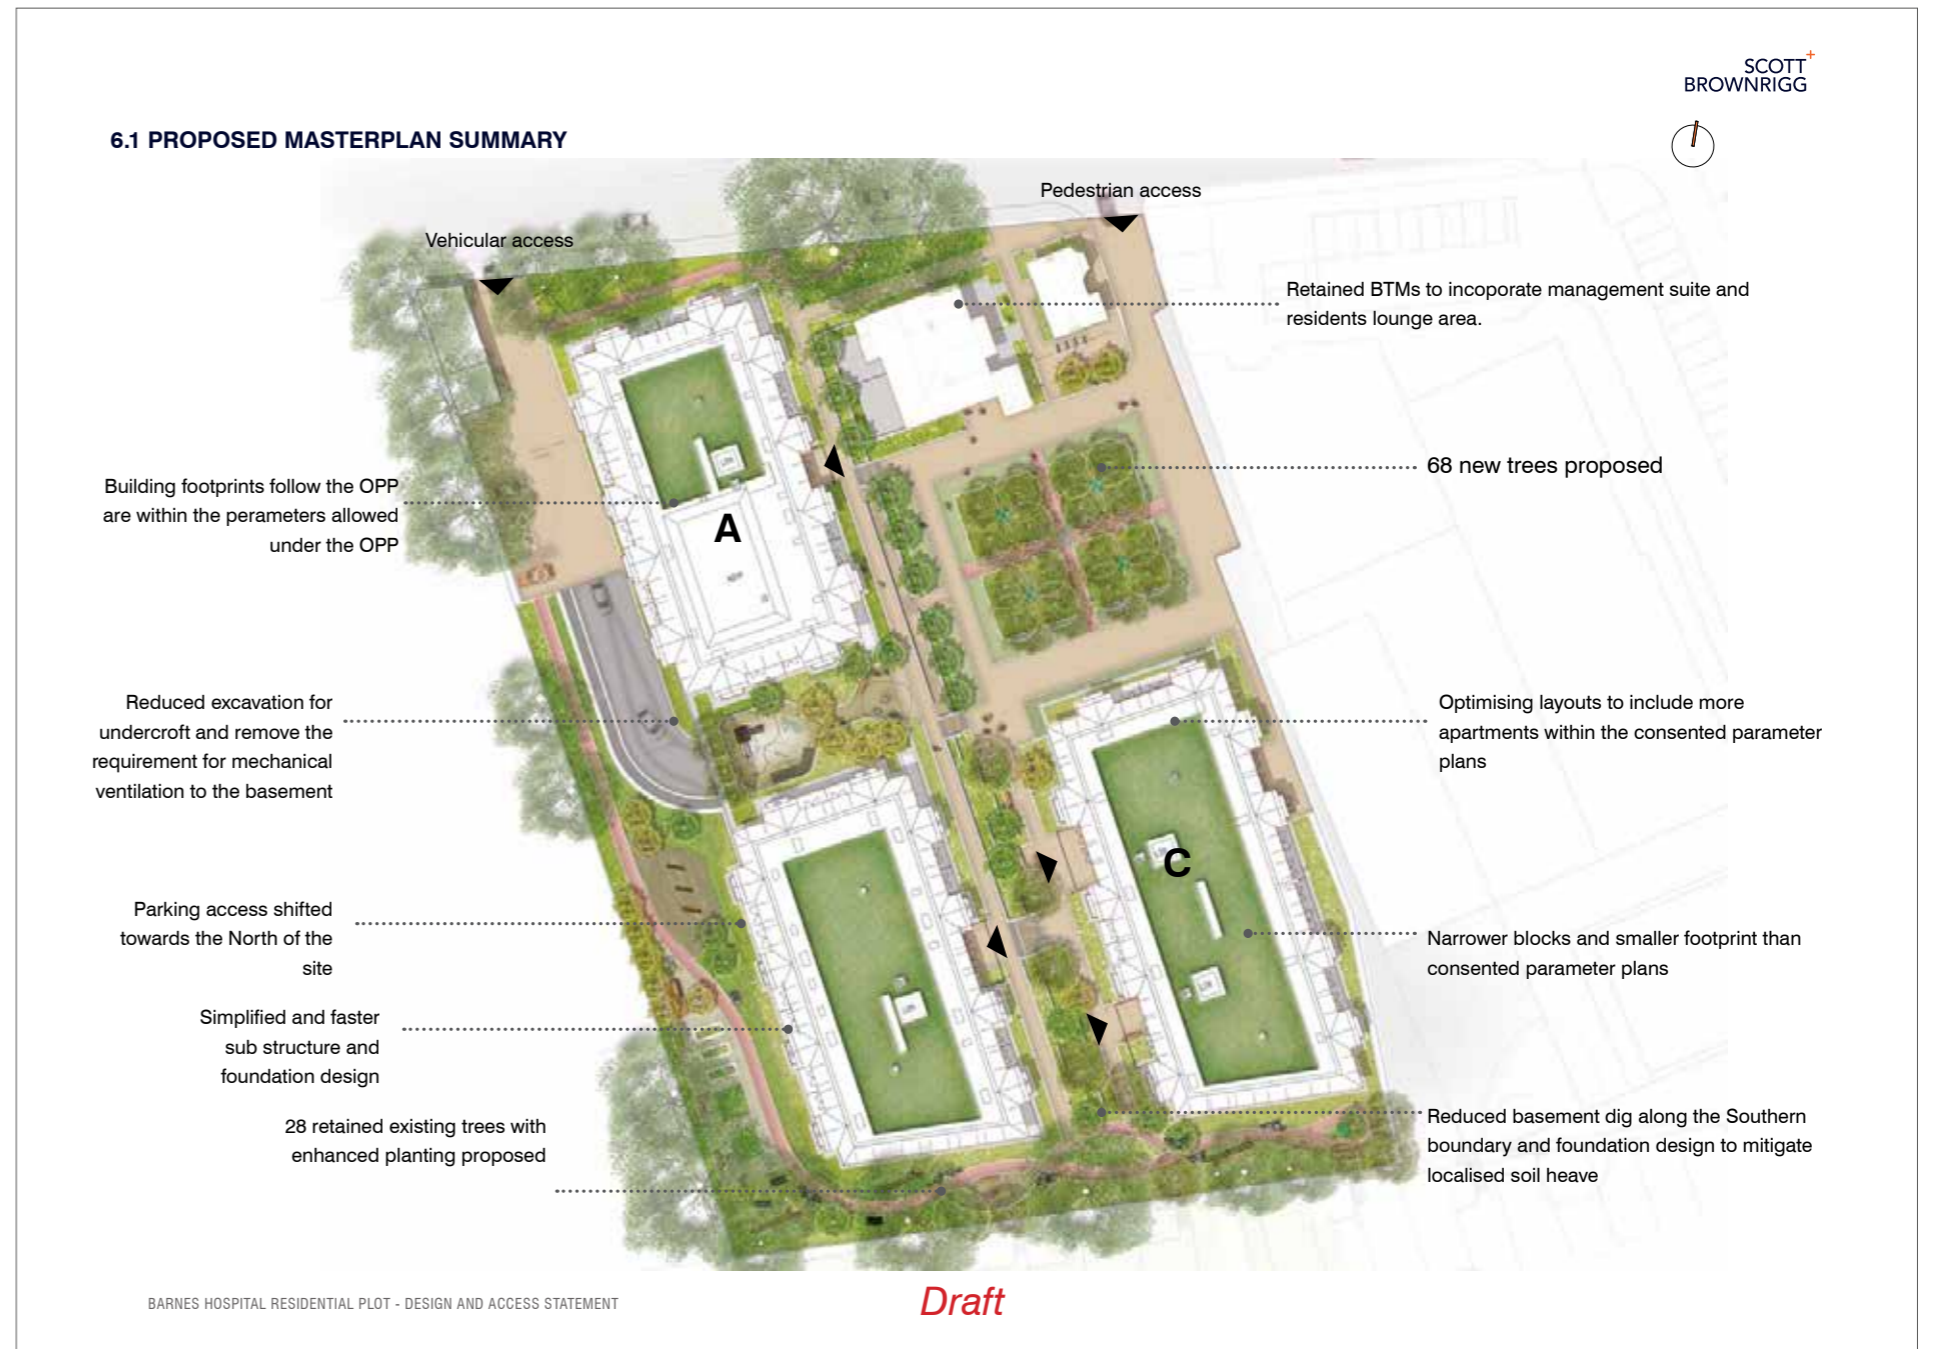 SCOTT
BROWNRIGG
6.1 PROPOSED MASTERPLAN SUMMARY
Pedestrian access
Vehicular access
Retained BTMs to incoporate management suite and
residents lounge area.
68 new trees proposed
Building footprints follow the OPP
are within the perameters allowed
under the OPP
A
Reduced excavation for
undercroft and remove the
requirement for mechanical
ventilation to the basement
Optimising layouts to include more
apartments within the consented parameter
plans
C
Parking access shifted
towards the North of the
site
Narrower blocks and smaller footprint than
consented parameter plans
Simplified and faster
sub structure and
foundation design
28 retained existing trees with
enhanced planting proposed
Reduced basement dig along the Southern
boundary and foundation design to mitigate
localised soil heave
BARNES HOSPITAL RESIDENTIAL PLOT - DESIGN AND ACCESS STATEMENT
Draft